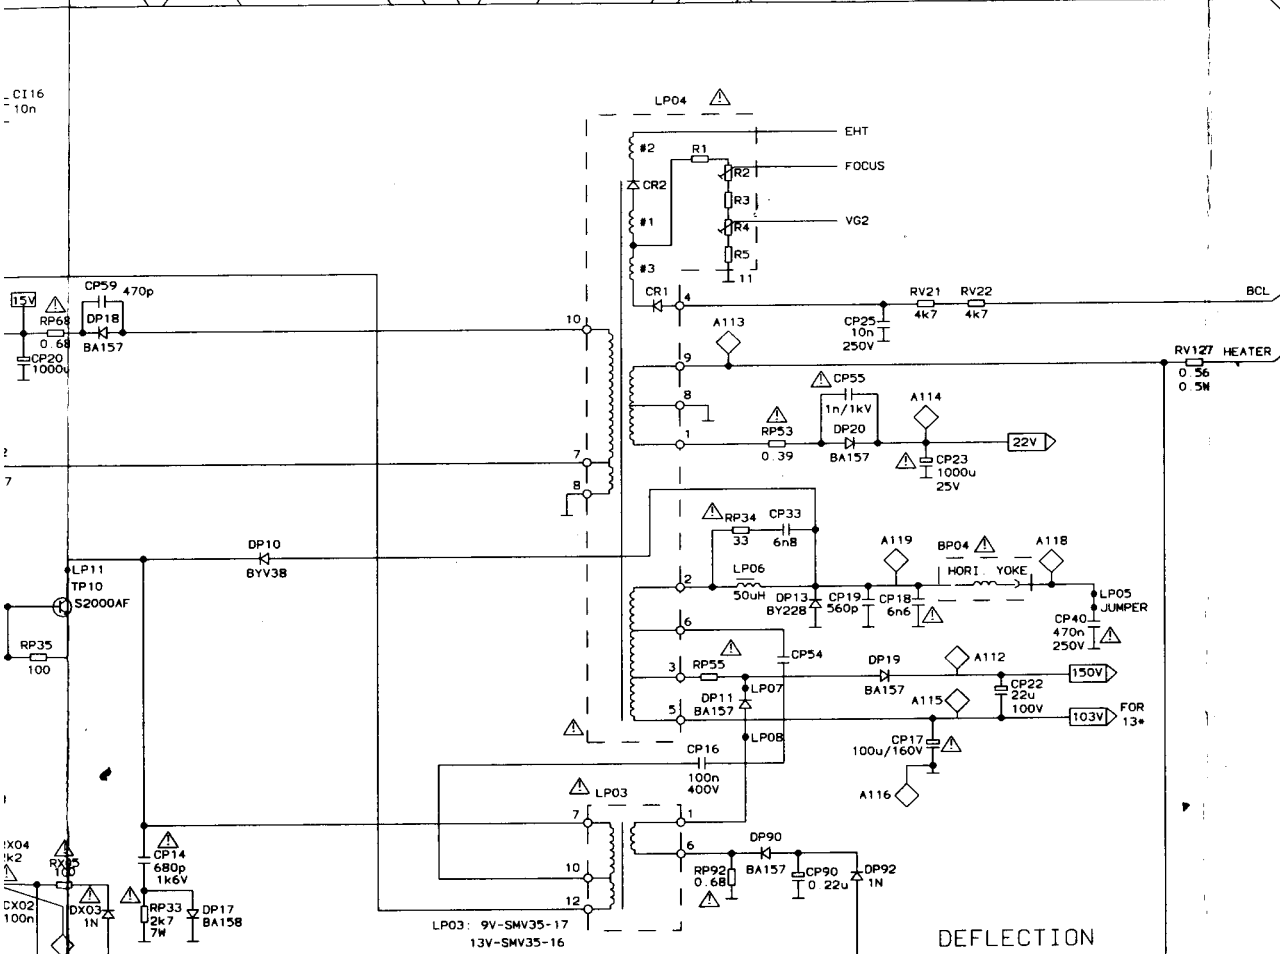 CI16
10n
LP04
EHT
#2
R1
FOCUS
R2
CR2
R3
#1
R4
VG2
R5
#3
11
CR1
4
BCL
CP59
470p
15V
RP68
0.68
DP18
BA157
CP20
1000u
10
CP25
10n
250V
RV21
4k7
RV22
4k7
A113
9
RV127
0.56
0.5W
HEATER
8
CP55
1n/1kV
A114
1
RP53
0.39
DP20
BA157
22V
CP23
1000u
25V
7
7
8
DP10
BYV38
RP34
33
CP33
6n8
A119
BP04
HORI. YOKE
A118
LP11
TP10
S2000AF
LP06
50uH
2
DP13
BY228
CP19
560p
CP18
6n6
LP05
JUMPER
CP40
470n
250V
RP35
100
6
CP54
3
RP55
DP19
BA157
A112
150V
LP07
DP11
BA157
CP22
22u
100V
A115
5
103V
FOR
13*
LP08
CP17
100u/160V
CP16
100n
400V
A116
LP03
7
1
CP14
680p
1k6V
10
6
DP90
BA157
RP92
0.68
CP90
0.22u
DP92
1N
CX02
100n
DX03
1N
RP33
2k7
7W
DP17
BA158
12
LP03: 9V-SMV35-17
13V-SMV35-16
DEFLECTION